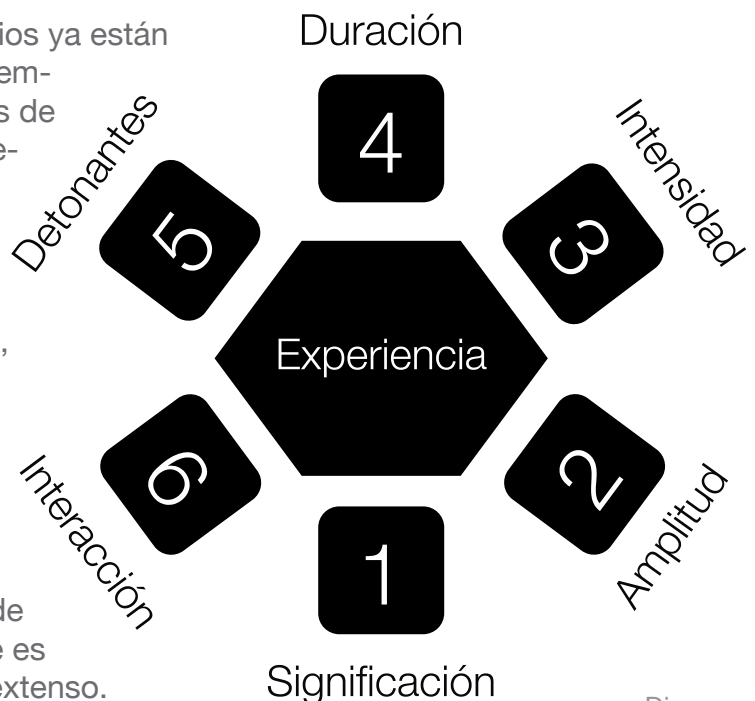 ios ya están
em-
s de
e-
,
de
e es
extenso.
Duración
4
Detonantes
5
Intensidad
3
Experiencia
Interacción
6
Amplitud
2
1
Significación